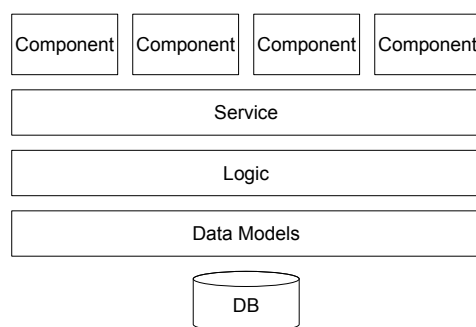 Component Component Component Component
Service
Logic
Data Models
DB